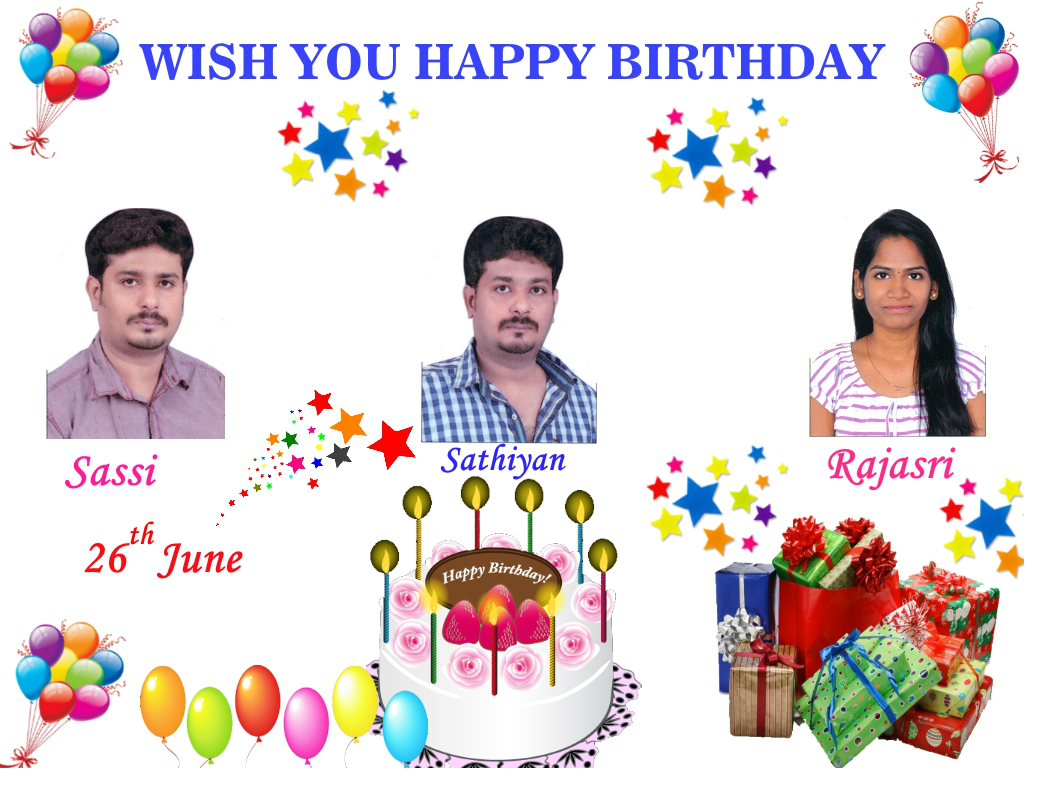 WISH YOU HAPPY BIRTHDAY
Sassi
Sathiyan
Rajasri
26th June
Happy Birthday!